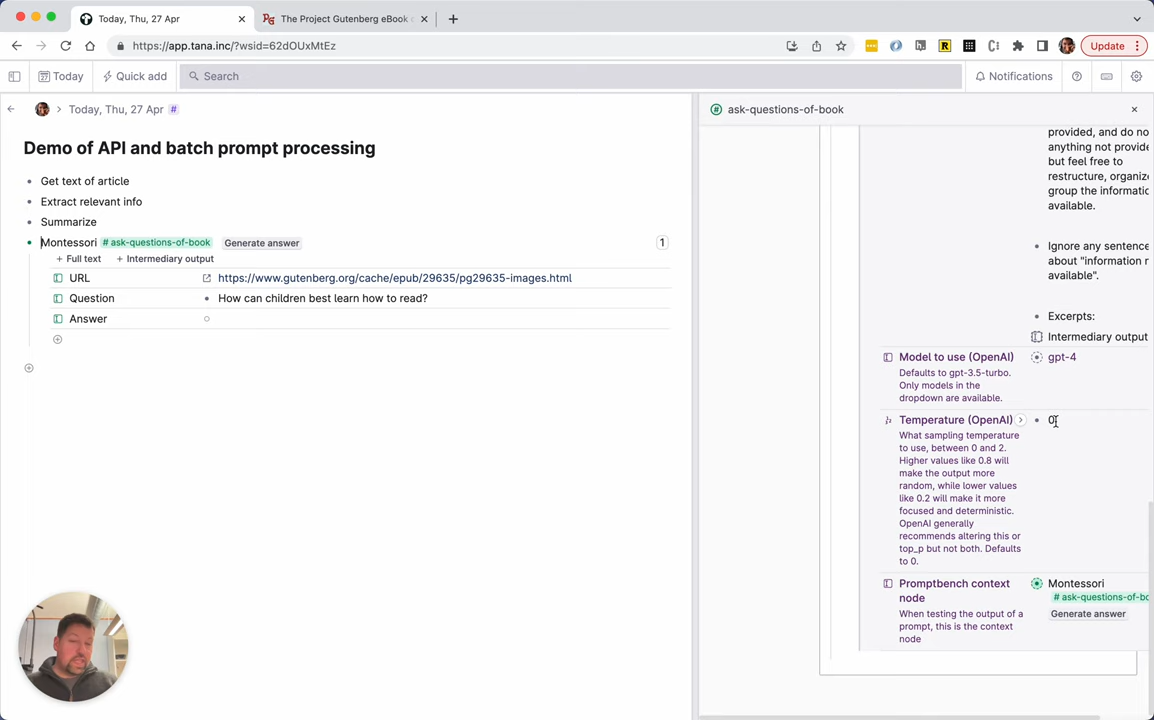 Today, Thu, 27 Apr
The Project Gutenberg eBook
https://app.tana.inc/?wsid=62dOUxMtEz
Update
Today
Quick add
Search
Notifications
Today, Thu, 27 Apr #
Demo of API and batch prompt processing
Get text of article
Extract relevant info
Summarize
Montessori # ask-questions-of-book Generate answer 1
+ Full text + Intermediary output
URL https://www.gutenberg.org/cache/epub/29635/pg29635-images.html
Question How can children best learn how to read?
Answer
# ask-questions-of-book
provided, and do no
anything not provide
but feel free to
restructure, organize
group the informatic
available.
Ignore any sentence
about "information n
available".
Excerpts:
Intermediary output
Model to use (OpenAI) gpt-4
Defaults to gpt-3.5-turbo.
Only models in the
dropdown are available.
Temperature (OpenAI) 0
What sampling temperature
to use, between 0 and 2.
Higher values like 0.8 will
make the output more
random, while lower values
like 0.2 will make it more
focused and deterministic.
OpenAI generally
recommends altering this or
top_p but not both. Defaults
to 0.
Promptbench context
node
Montessori
# ask-questions-of-bo
Generate answer
When testing the output of a
prompt, this is the context
node